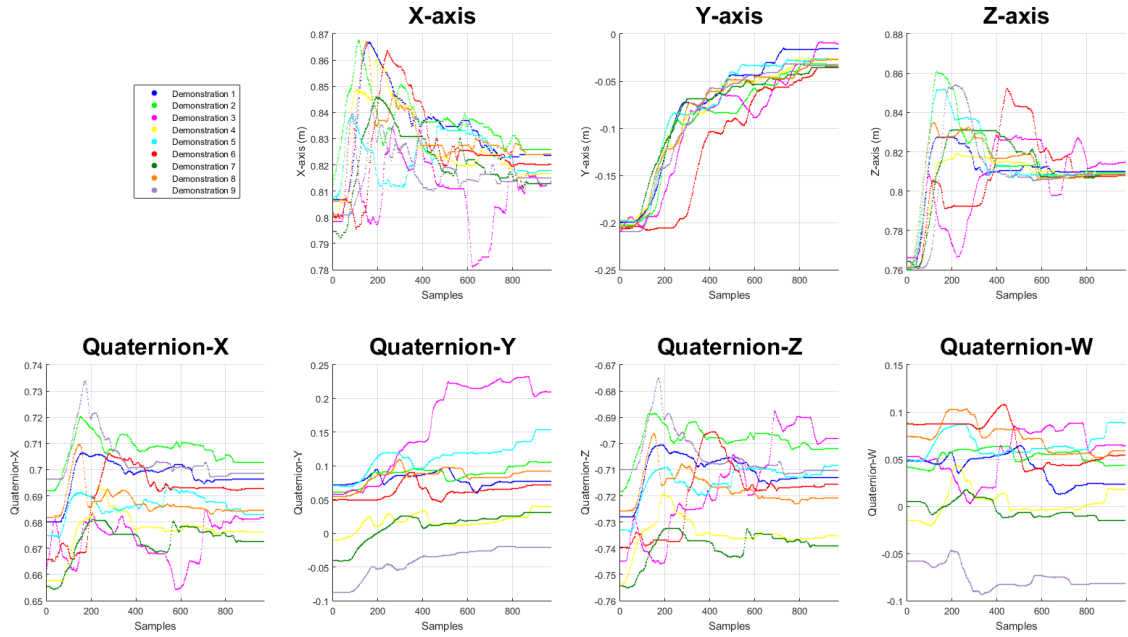 X-axis
Y-axis
Z-axis
Demonstration 1
Demonstration 2
Demonstration 3
Demonstration 4
Demonstration 5
Demonstration 6
Demonstration 7
Demonstration 8
Demonstration 9
X-axis (m)
0.87
0.86
0.85
0.84
0.83
0.82
0.81
0.8
0.79
0.78
0 200 400 600 800
Samples
Y-axis (m)
0
-0.05
-0.1
-0.15
-0.2
-0.25
0 200 400 600 800
Samples
Z-axis (m)
0.88
0.86
0.84
0.82
0.8
0.78
0.76
0 200 400 600 800
Samples
Quaternion-X
Quaternion-Y
Quaternion-Z
Quaternion-W
Quaternion-X
0.74
0.73
0.72
0.71
0.7
0.69
0.68
0.67
0.66
0.65
0 200 400 600 800
Samples
Quaternion-Y
0.25
0.2
0.15
0.1
0.05
0
-0.05
-0.1
0 200 400 600 800
Samples
Quaternion-Z
-0.67
-0.68
-0.69
-0.7
-0.71
-0.72
-0.73
-0.74
-0.75
-0.76
0 200 400 600 800
Samples
Quaternion-W
0.15
0.1
0.05
0
-0.05
-0.1
0 200 400 600 800
Samples